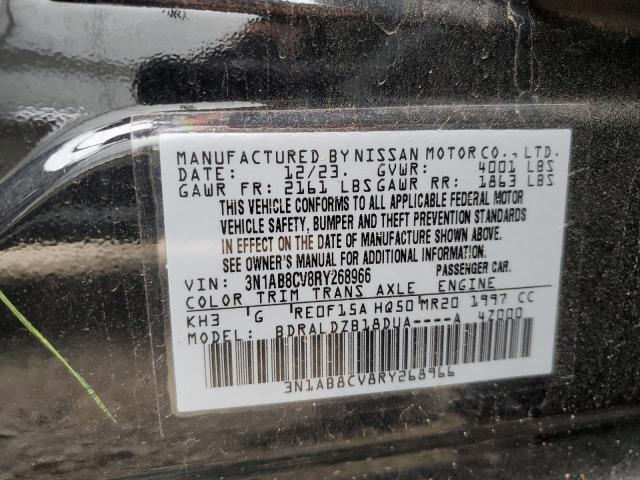 MANUFACTURED BY NISSAN MOTOR CO., LTD.
DATE: 12/23. GVWR: 4001 LBS
GAWR FR: 2161 LBS GAWR RR: 1863 LBS
THIS VEHICLE CONFORMS TO ALL APPLICABLE FEDERAL MOTOR
VEHICLE SAFETY, BUMPER AND THEFT PREVENTION STANDARDS
IN EFFECT ON THE DATE OF MANUFACTURE SHOWN ABOVE.
SEE OWNER'S MANUAL FOR ADDITIONAL INFORMATION
VIN: 3N1AB8CV8RY268966 PASSENGER CAR.
COLOR TRIM TRANS AXLE ENGINE
KH3 G RE0F15A HQ50 MR20 1997 CC
MODEL: BDRALDZB18DUA----A 47000
3N1AB8CV8RY268966